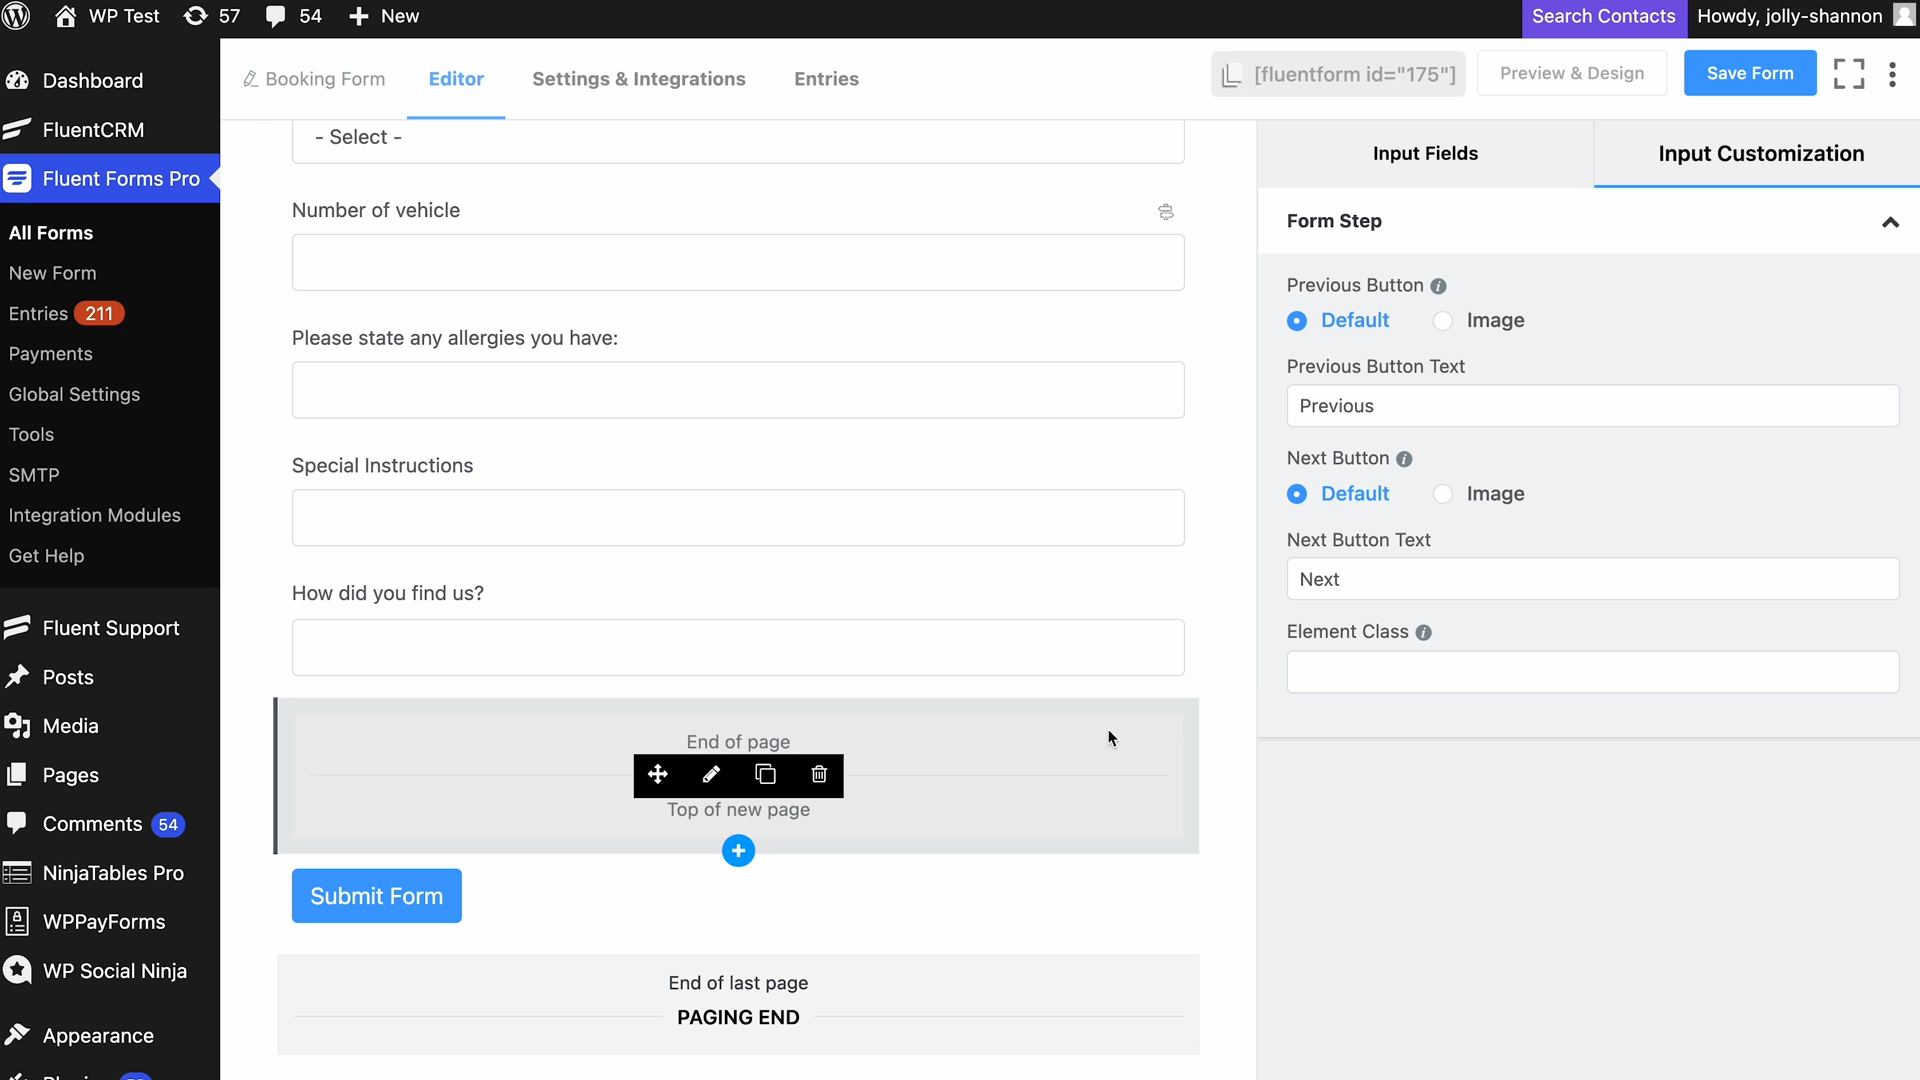 WP Test
57
54
New
Search Contacts
Howdy, jolly-shannon
Dashboard
FluentCRM
Fluent Forms Pro
All Forms
New Form
Entries 211
Payments
Global Settings
Tools
SMTP
Integration Modules
Get Help
Fluent Support
Posts
Media
Pages
Comments 54
NinjaTables Pro
WPPayForms
WP Social Ninja
Appearance
Booking Form
Editor
Settings & Integrations
Entries
[fluentform id="175"]
Preview & Design
Save Form
- Select -
Number of vehicle
Please state any allergies you have:
Special Instructions
How did you find us?
End of page
Top of new page
Submit Form
End of last page
PAGING END
Input Fields
Input Customization
Form Step
Previous Button
Default
Image
Previous Button Text
Previous
Next Button
Default
Image
Next Button Text
Next
Element Class